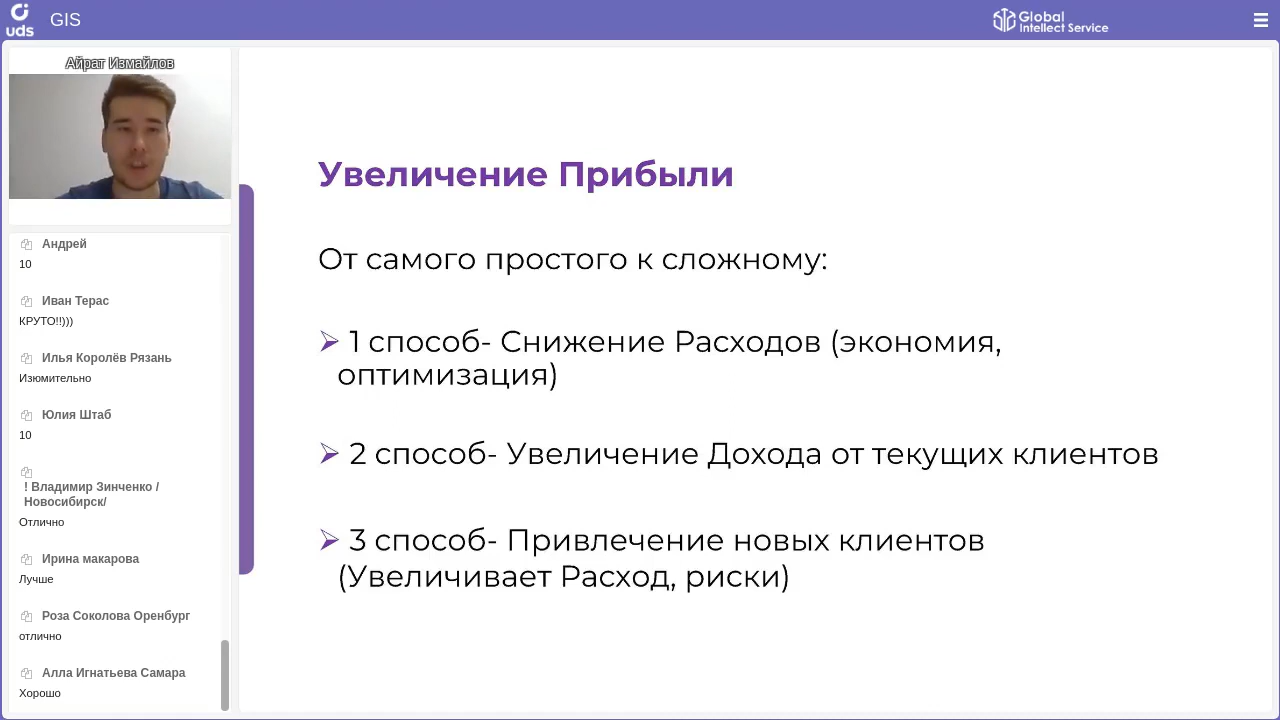 uds
GIS
Global
Intellect Service
Айрат Измайлов
Андрей
10
Иван Терас
КРУТО!!)))
Илья Королёв Рязань
Изюмительно
Юлия Штаб
10
! Владимир Зинченко /
Новосибирск/
Отлично
Ирина макарова
Лучше
Роза Соколова Оренбург
отлично
Алла Игнатьева Самара
Хорошо
Увеличение Прибыли
От самого простого к сложному:
1 способ- Снижение Расходов (экономия,
оптимизация)
2 способ- Увеличение Дохода от текущих клиентов
3 способ- Привлечение новых клиентов
(Увеличивает Расход, риски)